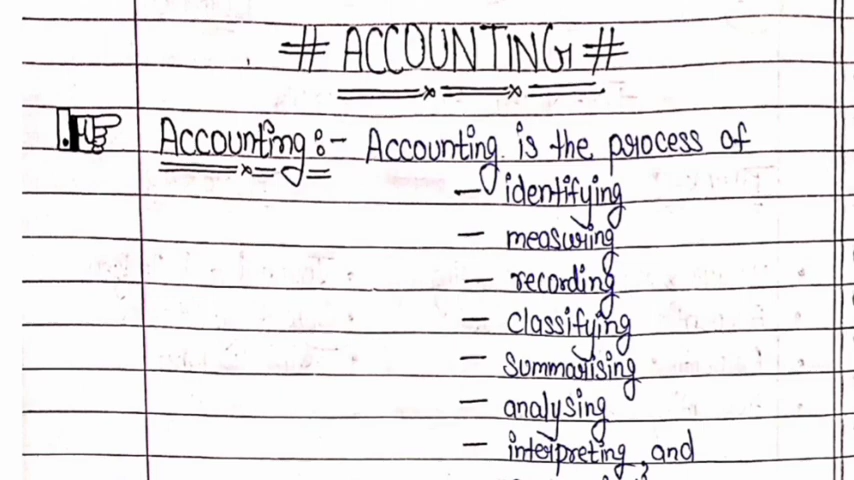 # ACCOUNTING #
Accounting :- Accounting is the process of
- identifying
- measuring
- recording
- classifying
- summarising
- analysing
- interpreting, and